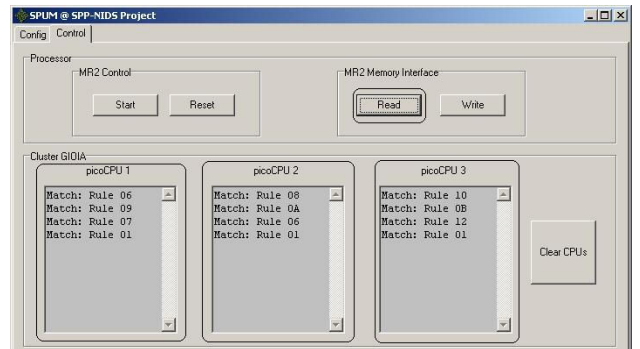 SPUM @ SPP-NIDS Project
Config Control
Processor
MR2 Control
MR2 Memory Interface
Start
Reset
Read
Write
Cluster GIOIA
picoCPU 1
Match: Rule 06
Match: Rule 09
Match: Rule 07
Match: Rule 01
picoCPU 2
Match: Rule 08
Match: Rule 0A
Match: Rule 06
Match: Rule 01
picoCPU 3
Match: Rule 10
Match: Rule 0B
Match: Rule 12
Match: Rule 01
Clear CPUs